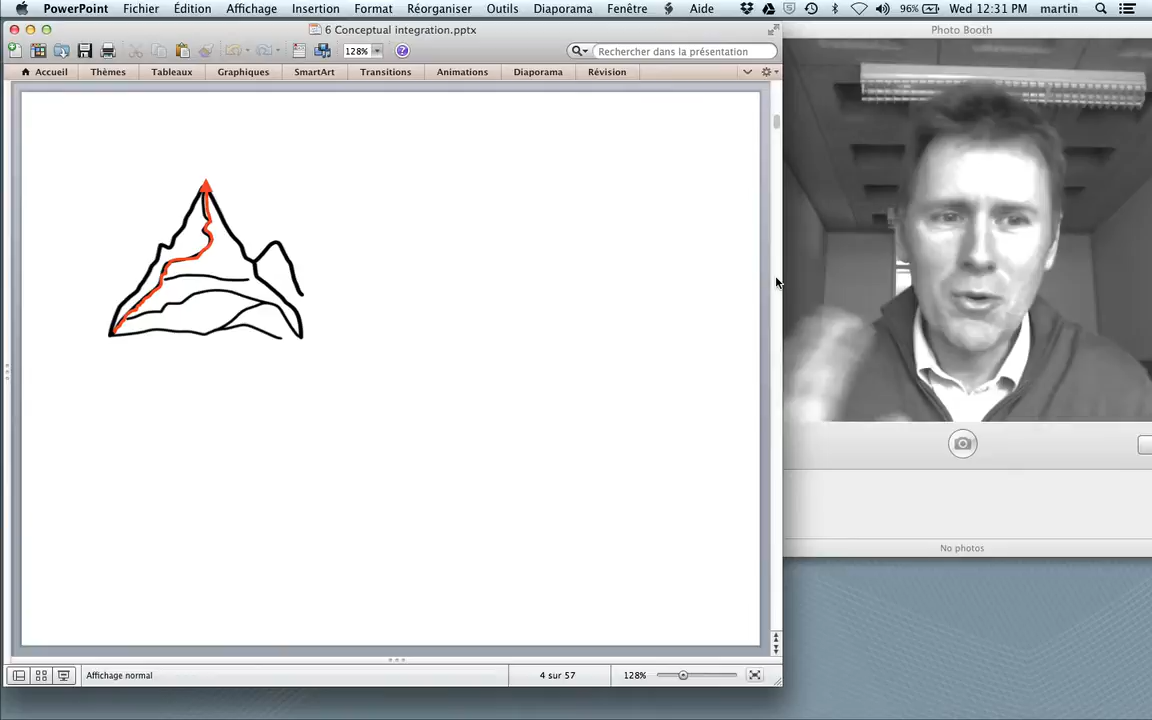 PowerPoint Fichier Édition Affichage Insertion Format Réorganiser Outils Diaporama Fenêtre Aide 96% Wed 12:31 PM martin
6 Conceptual integration.pptx
Photo Booth
128%
Rechercher dans la présentation
Accueil Thèmes Tableaux Graphiques SmartArt Transitions Animations Diaporama Révision
No photos
Affichage normal
4 sur 57
128%